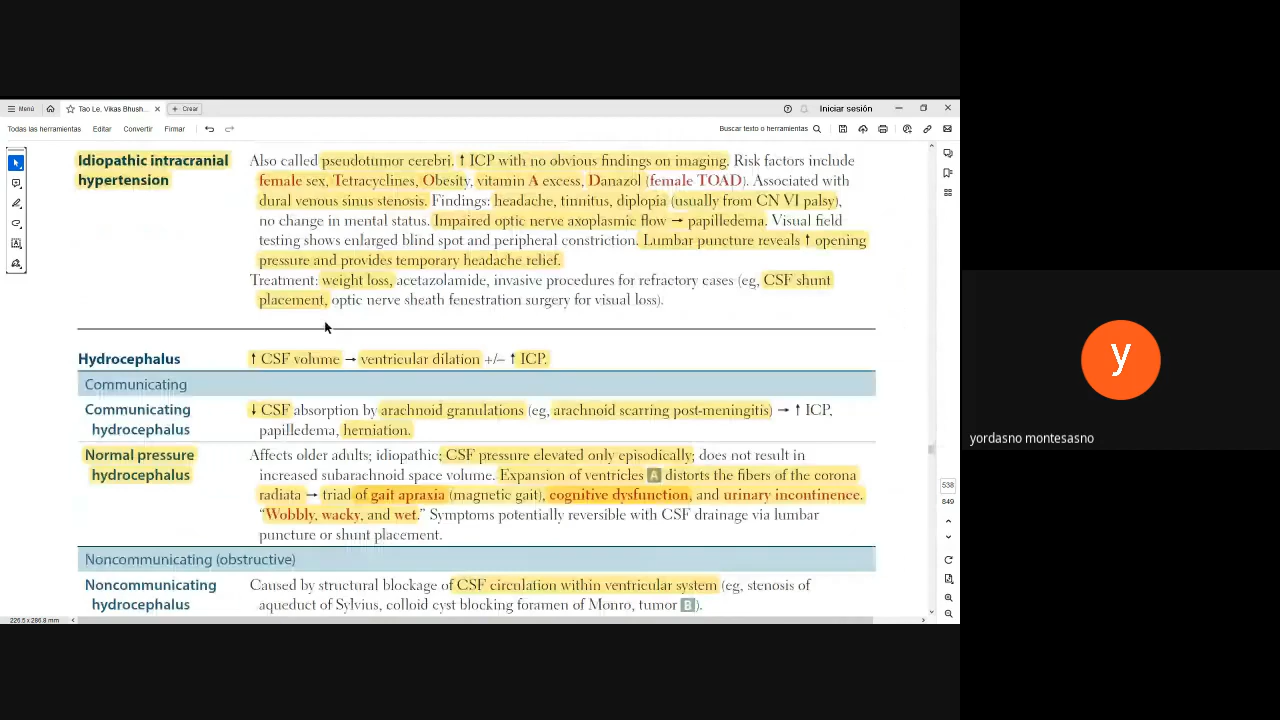 Menú Tao Le, Vikas Bhush... + Crear Iniciar sesión
Todas las herramientas Editar Convertir Firmar Buscar texto o herramientas
Idiopathic intracranial hypertension
Also called pseudotumor cerebri. ↑ ICP with no obvious findings on imaging. Risk factors include
female sex, Tetracyclines, Obesity, vitamin A excess, Danazol (female TOAD). Associated with
dural venous sinus stenosis. Findings: headache, tinnitus, diplopia (usually from CN VI palsy),
no change in mental status. Impaired optic nerve axoplasmic flow → papilledema. Visual field
testing shows enlarged blind spot and peripheral constriction. Lumbar puncture reveals ↑ opening
pressure and provides temporary headache relief.
Treatment: weight loss, acetazolamide, invasive procedures for refractory cases (eg, CSF shunt
placement, optic nerve sheath fenestration surgery for visual loss).
Hydrocephalus ↑ CSF volume → ventricular dilation +/– ↑ ICP.
Communicating
Communicating hydrocephalus
↓ CSF absorption by arachnoid granulations (eg, arachnoid scarring post-meningitis) → ↑ ICP,
papilledema, herniation.
Normal pressure hydrocephalus
Affects older adults; idiopathic; CSF pressure elevated only episodically; does not result in
increased subarachnoid space volume. Expansion of ventricles A distorts the fibers of the corona
radiata → triad of gait apraxia (magnetic gait), cognitive dysfunction, and urinary incontinence.
“Wobbly, wacky, and wet.” Symptoms potentially reversible with CSF drainage via lumbar
puncture or shunt placement.
Noncommunicating (obstructive)
Noncommunicating hydrocephalus
Caused by structural blockage of CSF circulation within ventricular system (eg, stenosis of
aqueduct of Sylvius, colloid cyst blocking foramen of Monro, tumor B).
538
849
226.5 x 286.8 mm
y
yordasno montesasno